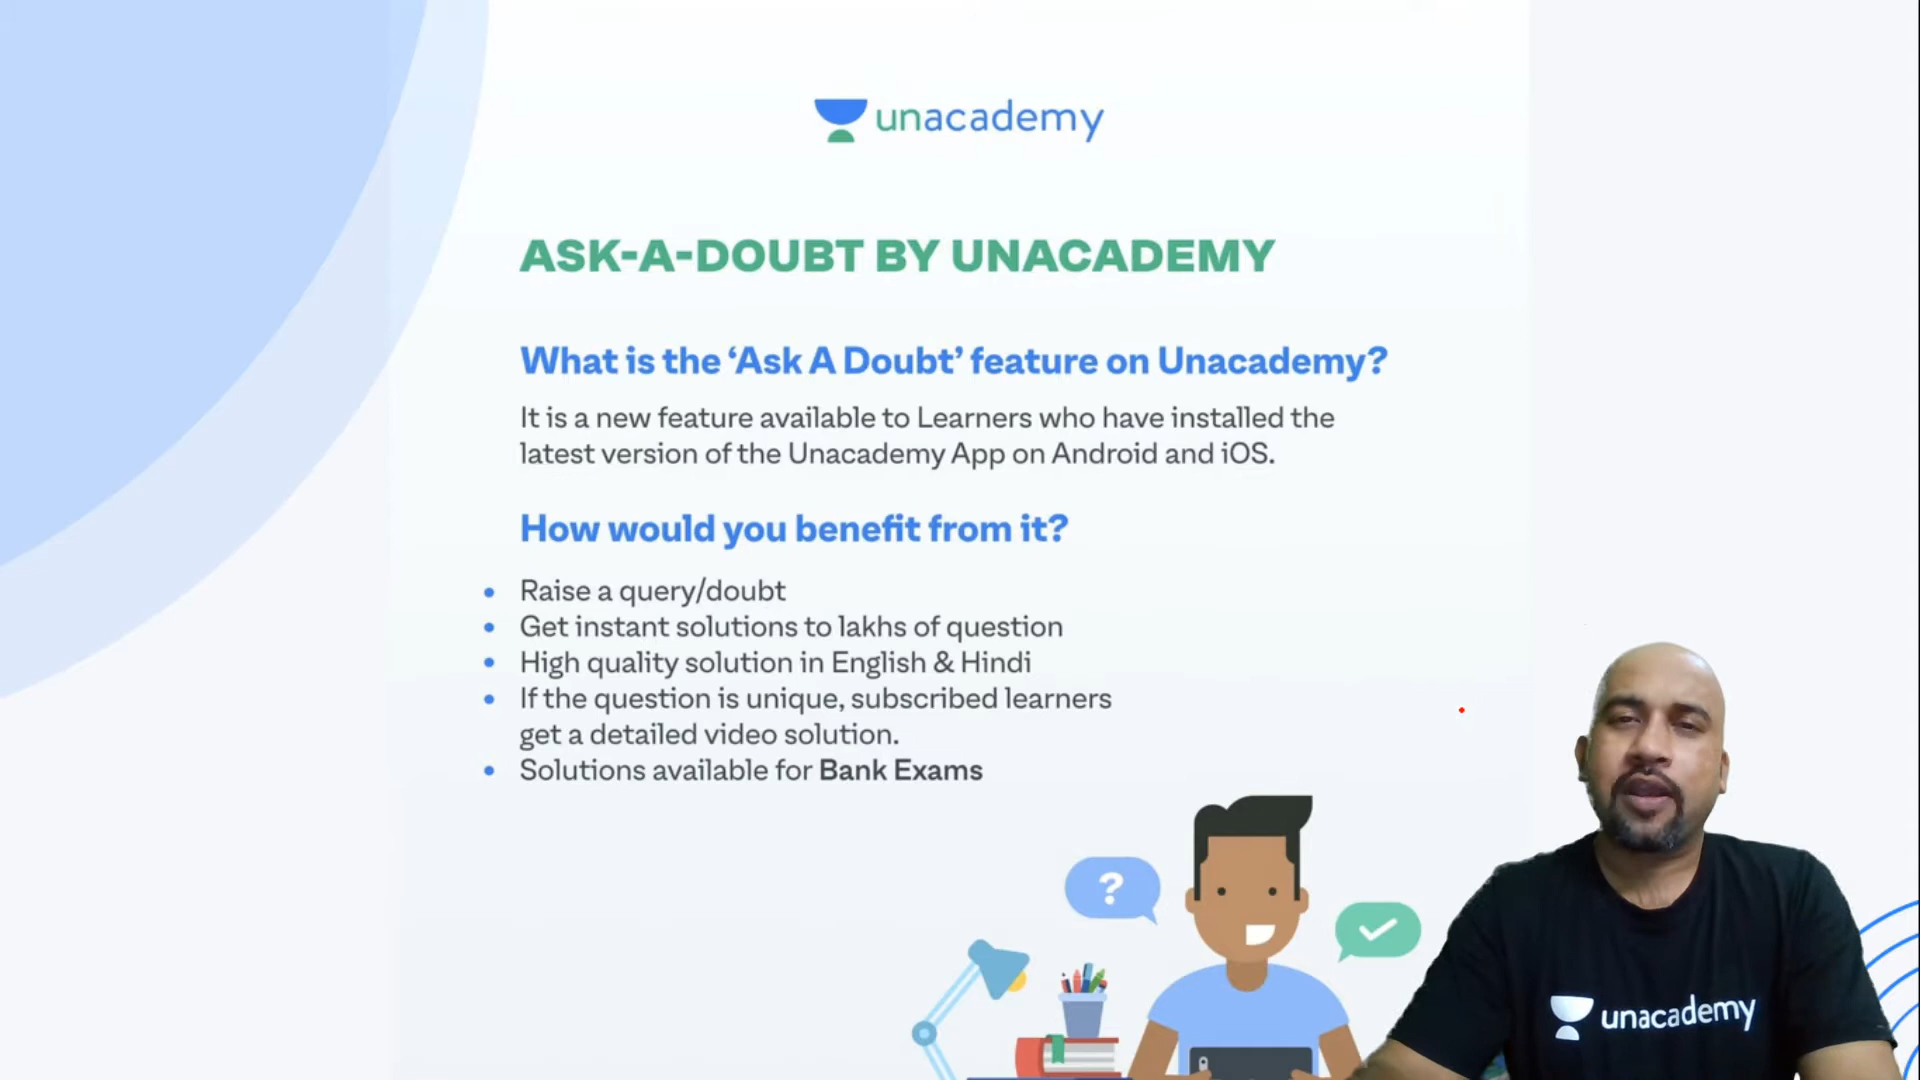 unacademy
ASK-A-DOUBT BY UNACADEMY
What is the ‘Ask A Doubt’ feature on Unacademy?
It is a new feature available to Learners who have installed the
latest version of the Unacademy App on Android and iOS.
How would you benefit from it?
• Raise a query/doubt
• Get instant solutions to lakhs of question
• High quality solution in English & Hindi
• If the question is unique, subscribed learners
get a detailed video solution.
• Solutions available for Bank Exams
?
unacademy